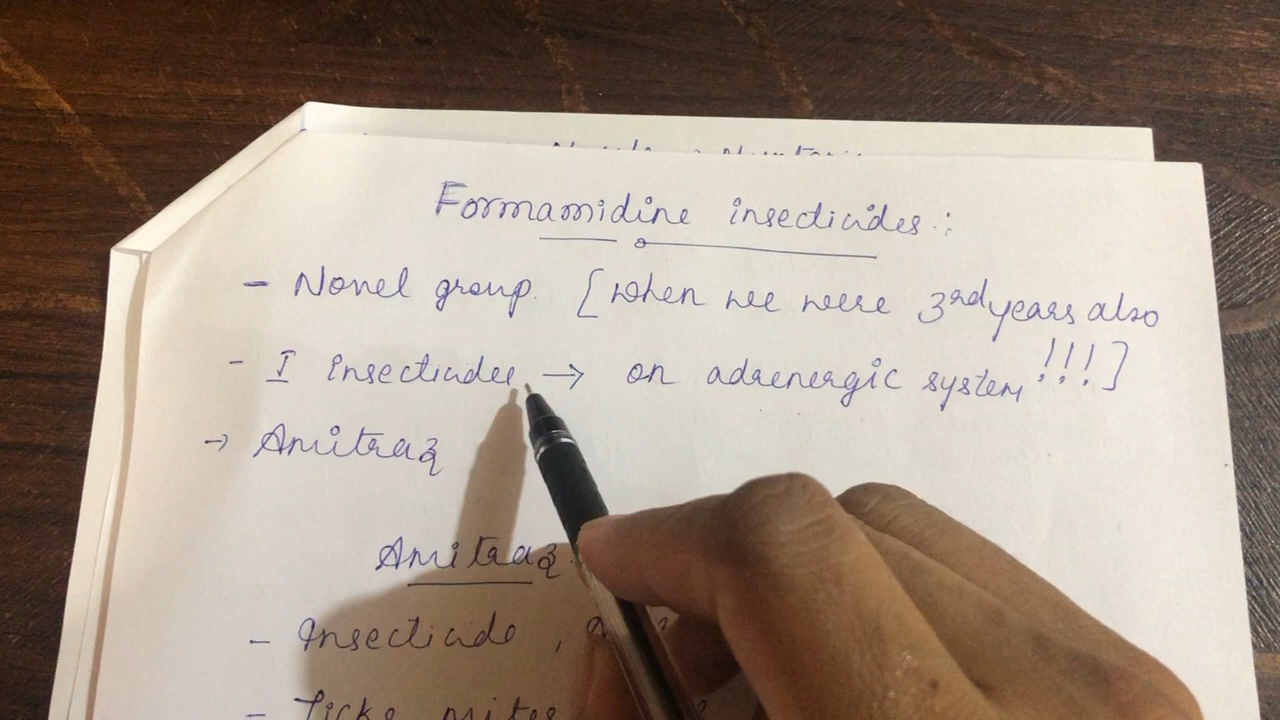 Formamidine insecticides :
- Novel group. [when we were 3rd years also !!!]
- I insecticides → on adrenergic system
→ Amitraz
Amitraz
- Insecticide ,
- Ticks, mites